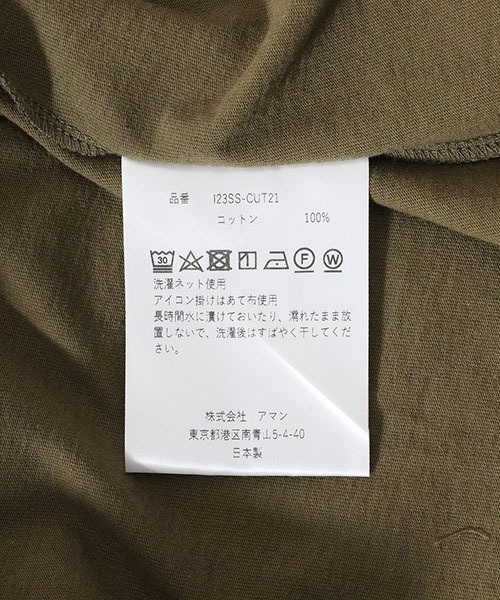 品番 123SS-CUT21
コットン 100%
30 F W
洗濯ネット使用
アイコン掛けはあて布使用
長時間水に漬けておいたり、濡れたまま放
置しないで、洗濯後はすばやく干してくだ
さい。
株式会社 アマン
東京都港区南青山5-4-40
日本製